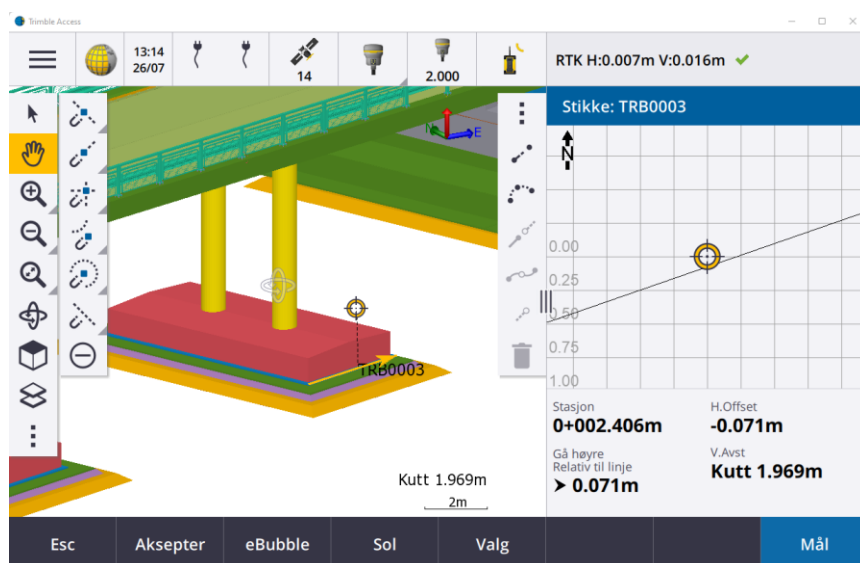 Trimble Access
13:14
26/07
14
2.000
RTK H:0.007m V:0.016m
Stikke: TRB0003
N
E
N
0.00
0.25
0.50
0.75
1.00
TRB0003
Kutt 1.969m
2m
Stasjon
0+002.406m
H.Offset
-0.071m
Gå høyre
Relativ til linje
0.071m
V.Avst
Kutt 1.969m
Esc
Aksepter
eBubble
Sol
Valg
Mål